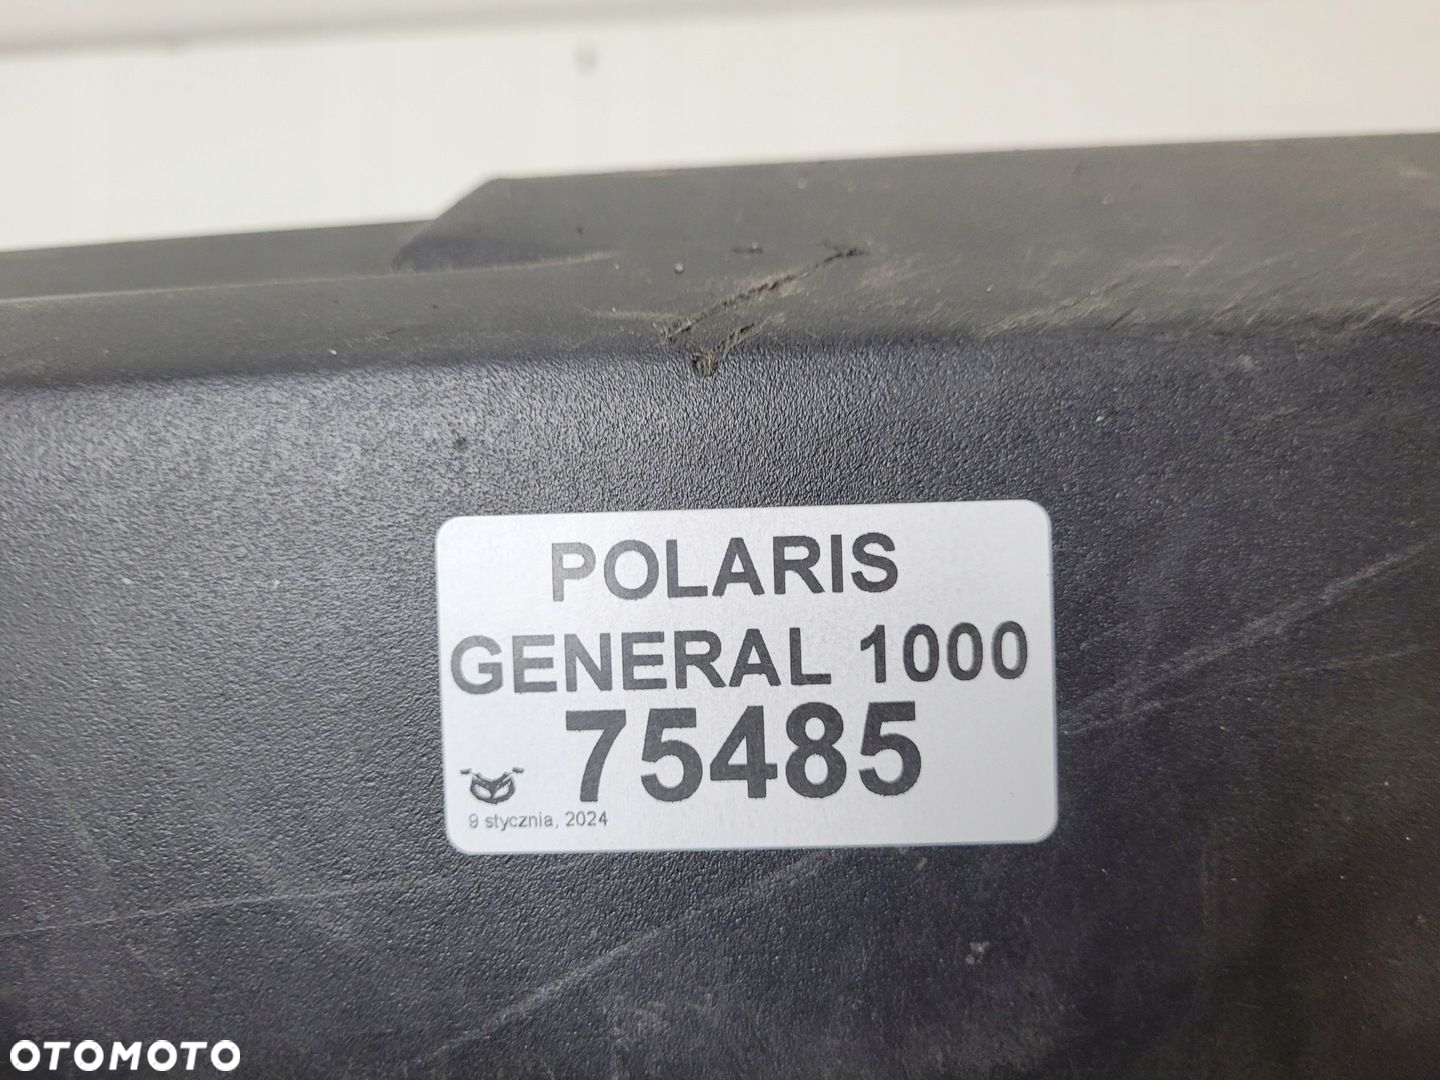 POLARIS
GENERAL 1000
75485
9 stycznia, 2024
OTOMOTO